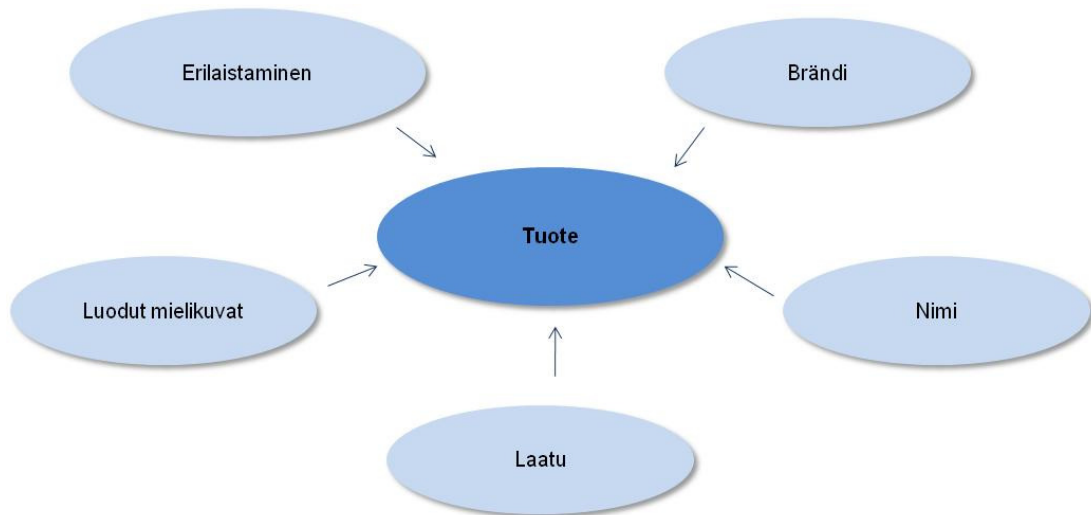 Erilaistaminen
Brändi
Tuote
Luodut mielikuvat
Nimi
Laatu